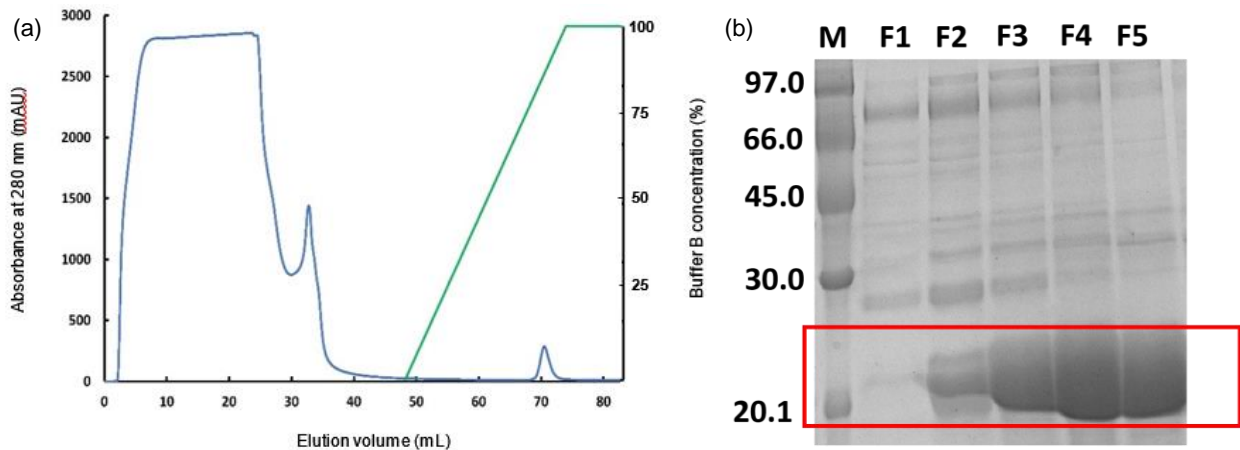 (a)
Absorbance at 280 nm (mAU)
3000
2500
2000
1500
1000
500
0
0 10 20 30 40 50 60 70 80
Elution volume (mL)
100
75
50
25
Buffer B concentration (%)
(b)
M F1 F2 F3 F4 F5
97.0
66.0
45.0
30.0
20.1